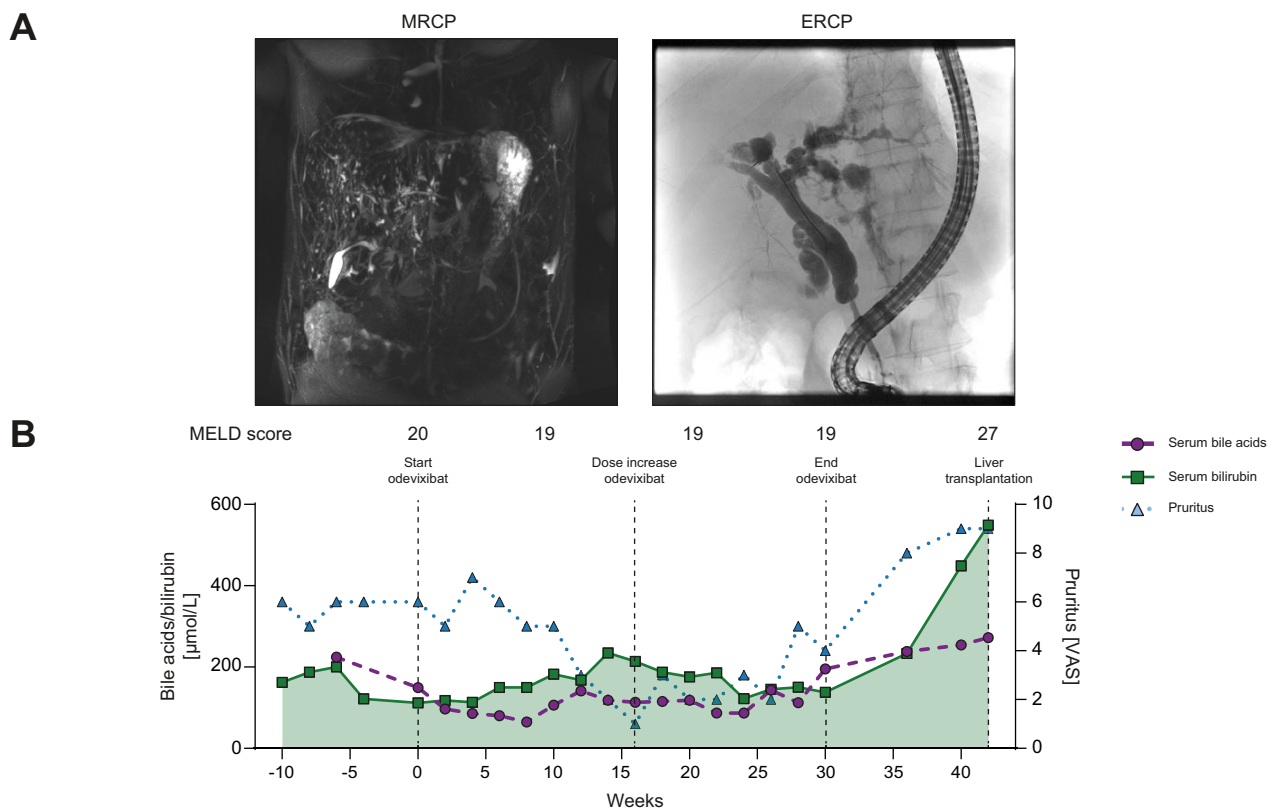 A
MRCP
ERCP
B
MELD score
20
19
19
19
27
Start
odevixibat
Dose increase
odevixibat
End
odevixibat
Liver
transplantation
Serum bile acids
Serum bilirubin
Pruritus
Bile acids/bilirubin
[µmol/L]
600
400
200
0
10
8
6
4
2
0
Pruritus [VAS]
-10
-5
0
5
10
15
20
25
30
35
40
Weeks